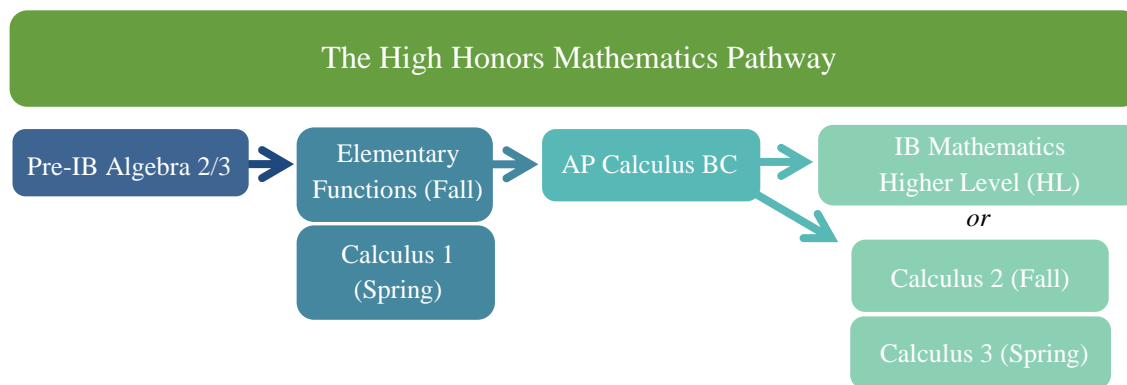 The High Honors Mathematics Pathway
Pre-IB Algebra 2/3
Elementary
Functions (Fall)
Calculus 1
(Spring)
AP Calculus BC
IB Mathematics
Higher Level (HL)
or
Calculus 2 (Fall)
Calculus 3 (Spring)